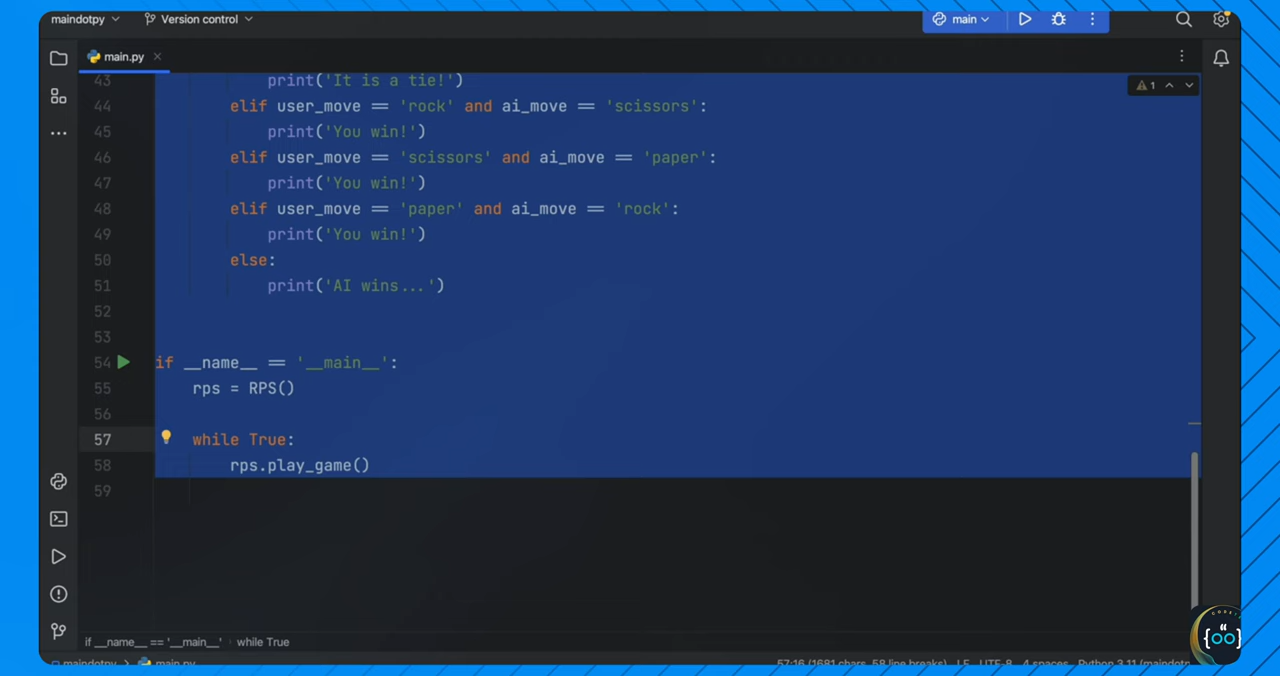 maindotpy Version control main
main.py
1
43 print('It is a tie!')
44 elif user_move == 'rock' and ai_move == 'scissors':
45 print('You win!')
46 elif user_move == 'scissors' and ai_move == 'paper':
47 print('You win!')
48 elif user_move == 'paper' and ai_move == 'rock':
49 print('You win!')
50 else:
51 print('AI wins...')
52
53
54 if __name__ == '__main__':
55 rps = RPS()
56
57 while True:
58 rps.play_game()
59
if __name__ == '__main__' › while True
maindotpy › main.py 57:16 (1681 chars, 58 line breaks) LF UTF-8 4 spaces Python 3.11